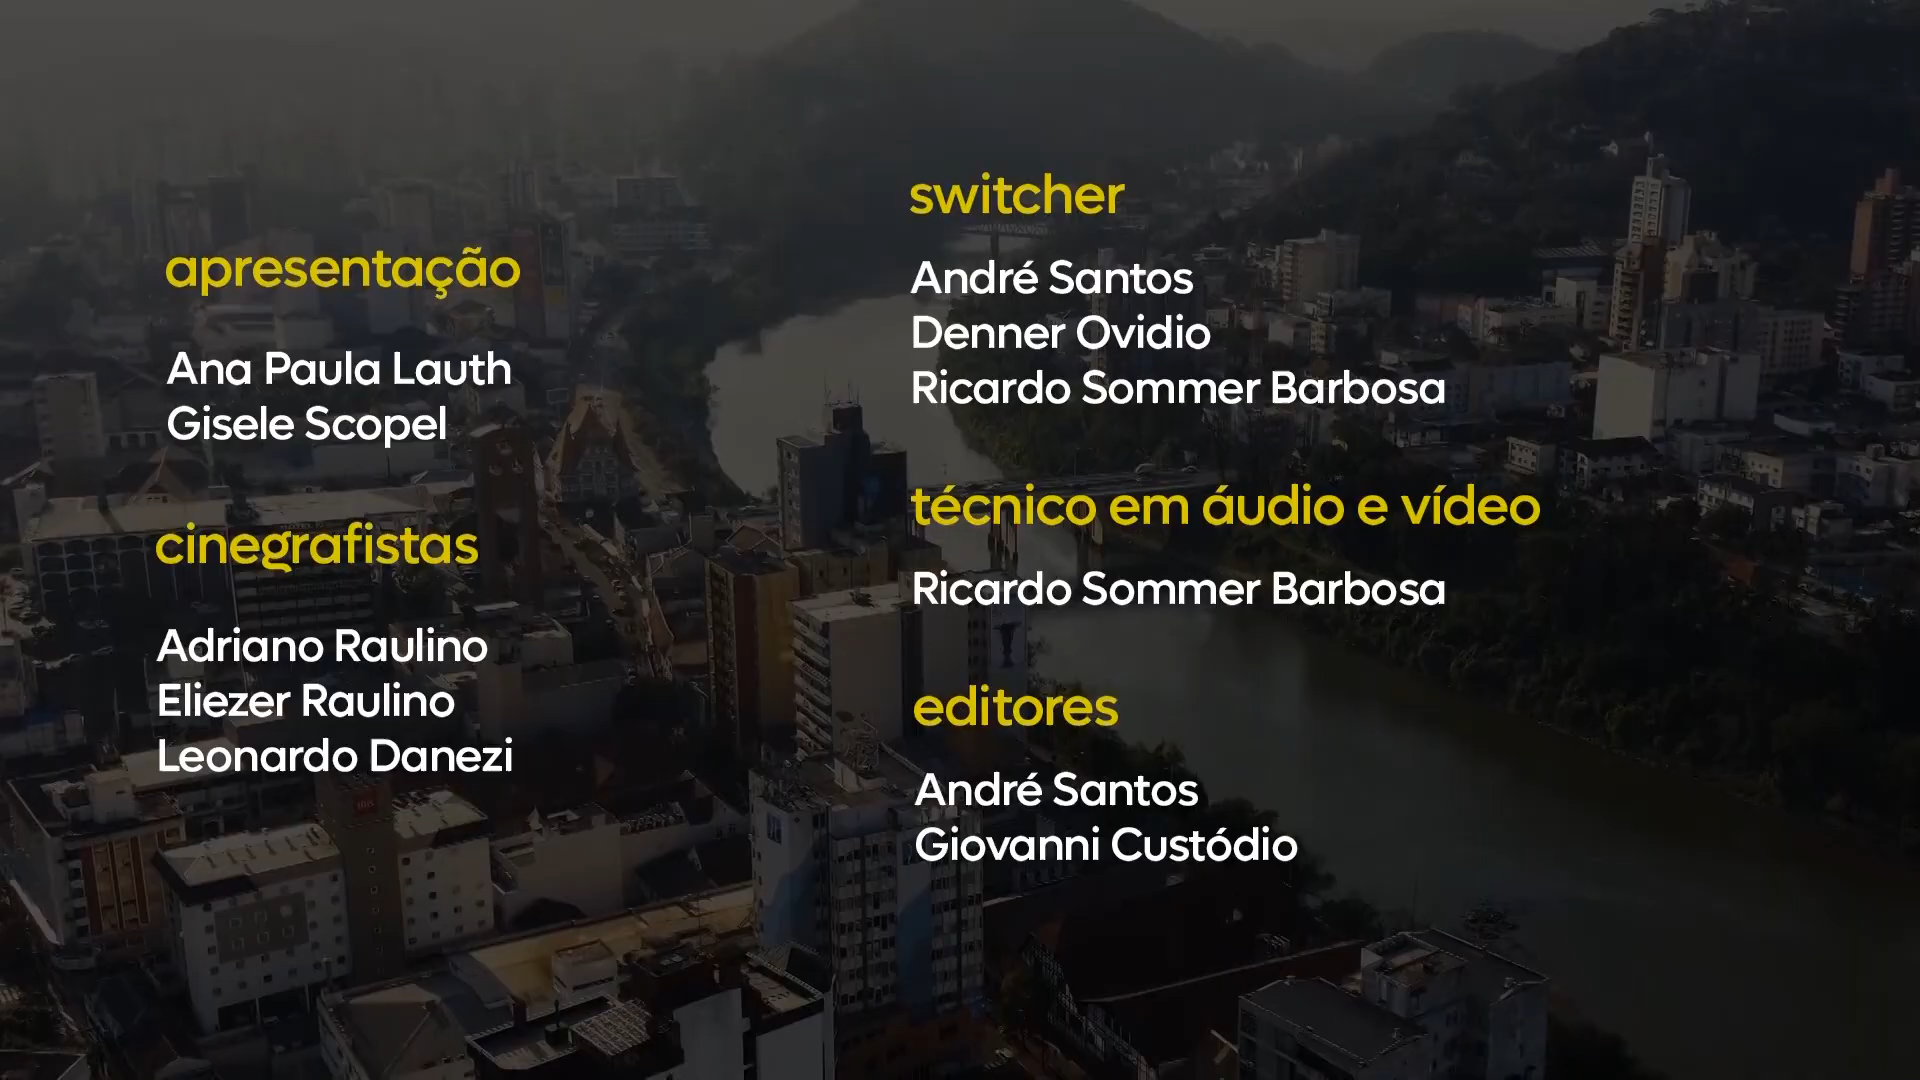 apresentação
Ana Paula Lauth
Gisele Scopel
cinegrafistas
Adriano Raulino
Eliezer Raulino
Leonardo Danezi
switcher
André Santos
Denner Ovidio
Ricardo Sommer Barbosa
técnico em áudio e vídeo
Ricardo Sommer Barbosa
editores
André Santos
Giovanni Custódio